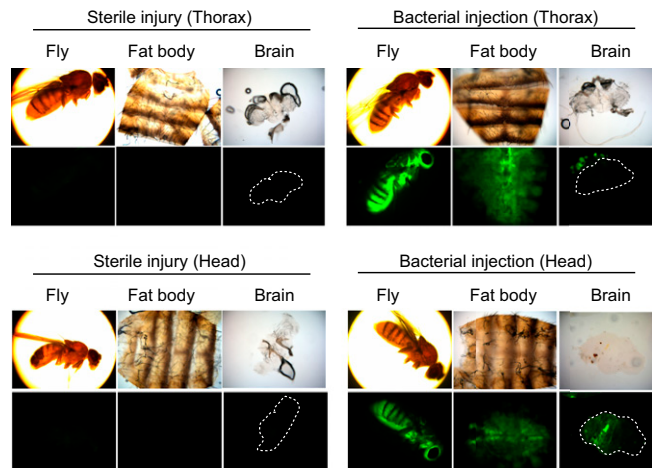 Sterile injury (Thorax)
Fly Fat body Brain
Bacterial injection (Thorax)
Fly Fat body Brain
Sterile injury (Head)
Fly Fat body Brain
Bacterial injection (Head)
Fly Fat body Brain